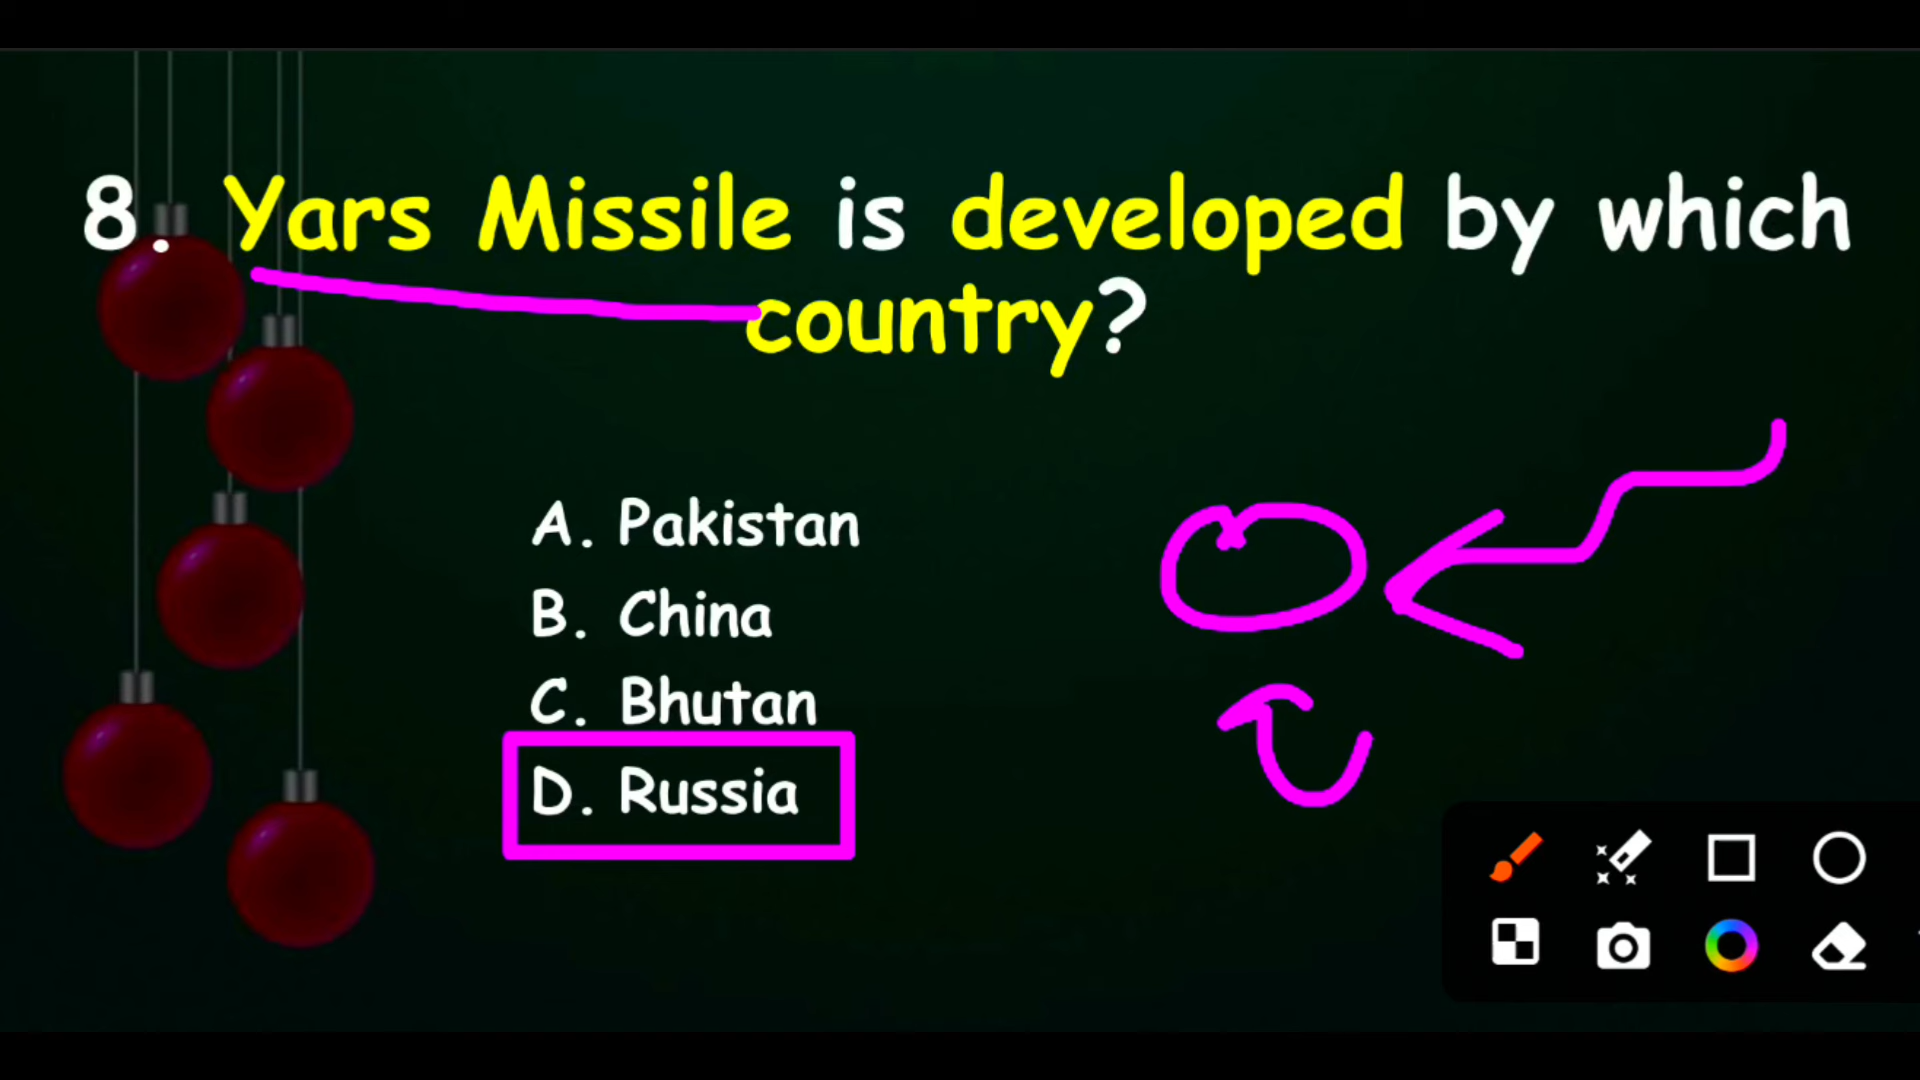 8. Yars Missile is developed by which
country?
A. Pakistan
B. China
C. Bhutan
D. Russia